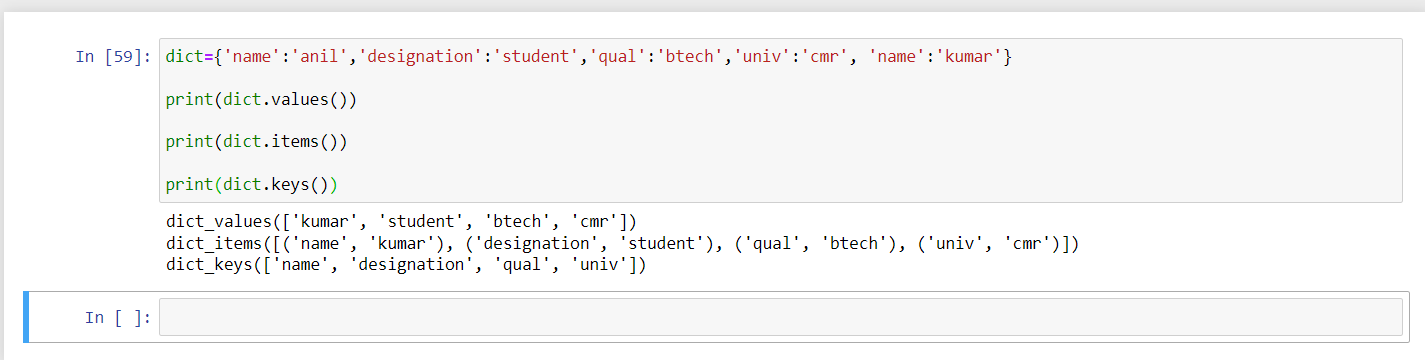 In [59]: dict={'name':'anil','designation':'student','qual':'btech','univ':'cmr', 'name':'kumar'}
print(dict.values())
print(dict.items())
print(dict.keys())
dict_values(['kumar', 'student', 'btech', 'cmr'])
dict_items([('name', 'kumar'), ('designation', 'student'), ('qual', 'btech'), ('univ', 'cmr')])
dict_keys(['name', 'designation', 'qual', 'univ'])
In [ ]: